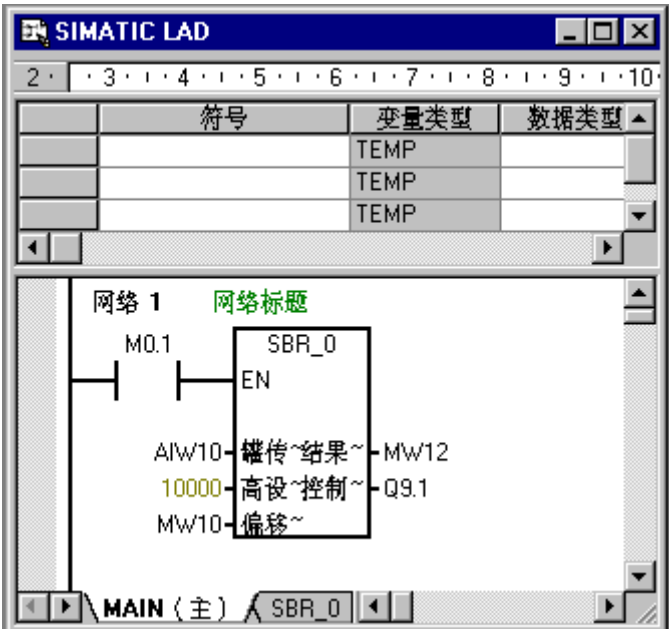 SIMATIC LAD
2 · 3 · ı · 4 · ı · 5 · ı · 6 · ı · 7 · ı · 8 · ı · 9 · ı · 10
符号 变量类型 数据类型
TEMP
TEMP
TEMP
网络 1 网络标题
M0.1 SBR_0
EN
AIW10 罐传~ 结果~ MW12
10000 高设~ 控制~ Q9.1
MW10 偏移~
MAIN（主） SBR_0